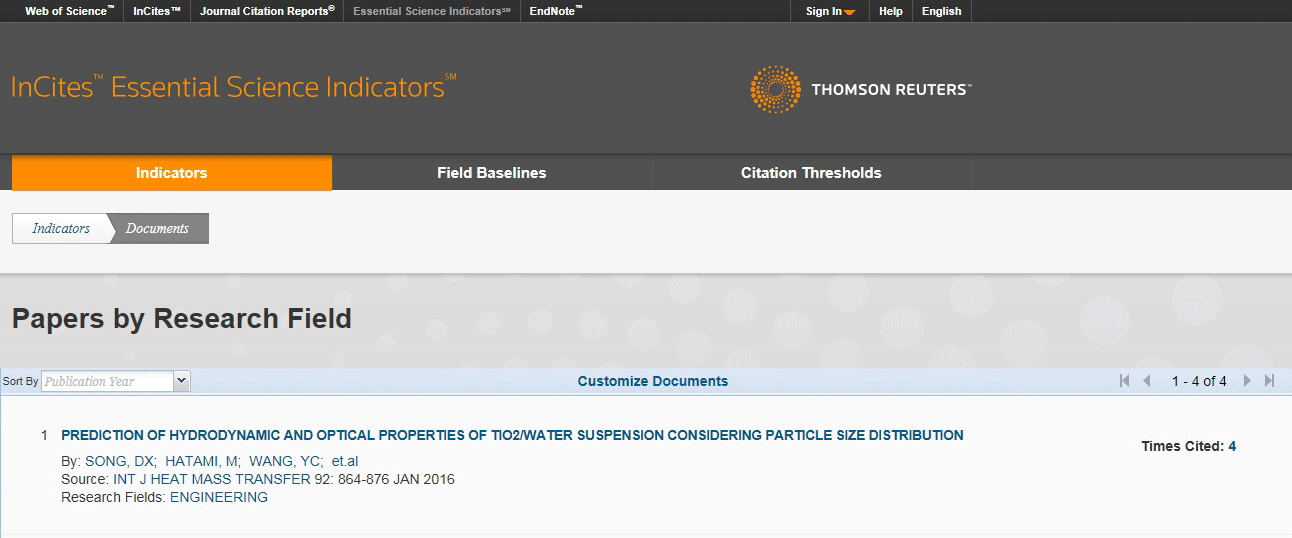 Web of Science™ InCites™ Journal Citation Reports® Essential Science Indicators℠ EndNote™ Sign In Help English
InCites™ Essential Science Indicators℠ THOMSON REUTERS™
Indicators Field Baselines Citation Thresholds
Indicators Documents
Papers by Research Field
Sort By Publication Year Customize Documents 1 - 4 of 4
1 PREDICTION OF HYDRODYNAMIC AND OPTICAL PROPERTIES OF TIO2/WATER SUSPENSION CONSIDERING PARTICLE SIZE DISTRIBUTION
Times Cited: 4
By: SONG, DX; HATAMI, M; WANG, YC; et.al
Source: INT J HEAT MASS TRANSFER 92: 864-876 JAN 2016
Research Fields: ENGINEERING